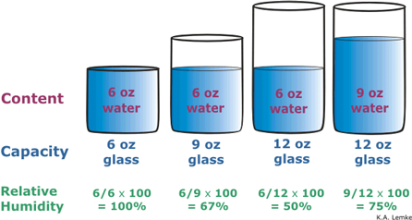 Content
6 oz
water
6 oz
water
6 oz
water
9 oz
water
Capacity
6 oz
glass
9 oz
glass
12 oz
glass
12 oz
glass
Relative
Humidity
6/6 x 100
= 100%
6/9 x 100
= 67%
6/12 x 100
= 50%
9/12 x 100
= 75%
K.A. Lemke